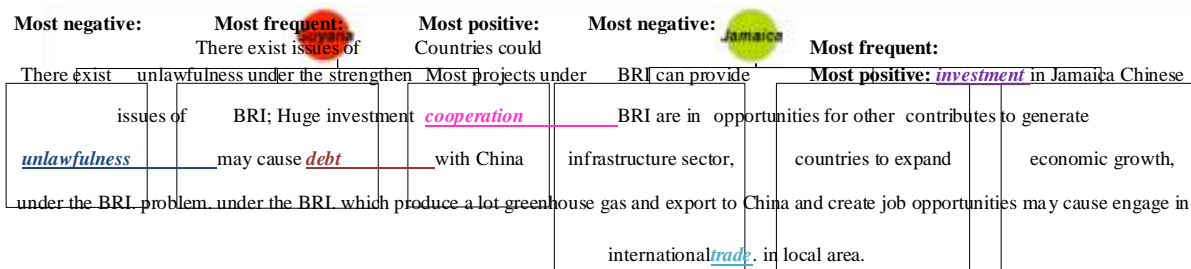 Most negative: Most frequent: Guyana Most positive: Most negative: Jamaica
There exist issues of Countries could Most frequent:
There exist unlawfulness under the strengthen Most projects under BRI can provide Most positive: investment in Jamaica Chinese
issues of BRI; Huge investment cooperation BRI are in opportunities for other contributes to generate
unlawfulness may cause debt with China infrastructure sector, countries to expand economic growth,
under the BRI. problem. under the BRI. which produce a lot greenhouse gas and export to China and create job opportunities may cause engage in
international trade. in local area.